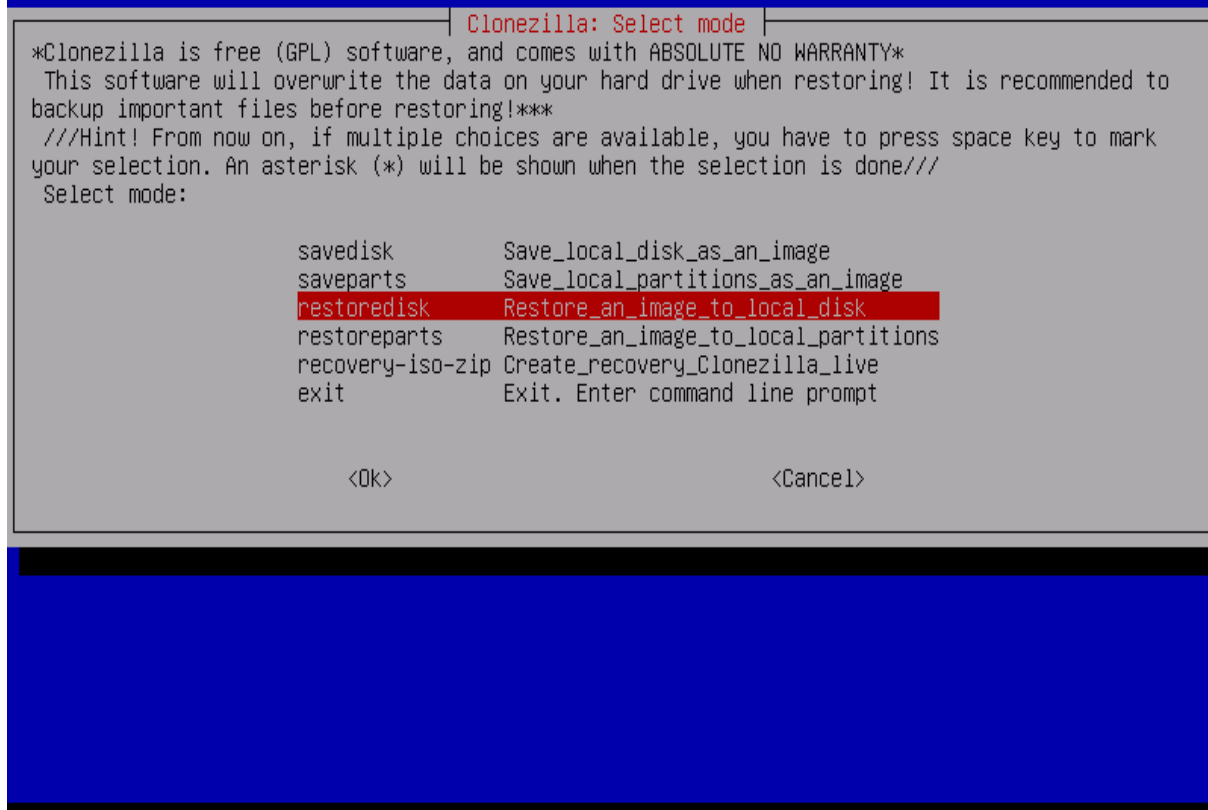 Clonezilla: Select mode
*Clonezilla is free (GPL) software, and comes with ABSOLUTE NO WARRANTY*
This software will overwrite the data on your hard drive when restoring! It is recommended to
backup important files before restoring!***
///Hint! From now on, if multiple choices are available, you have to press space key to mark
your selection. An asterisk (*) will be shown when the selection is done///
Select mode:
savedisk Save_local_disk_as_an_image
saveparts Save_local_partitions_as_an_image
restoredisk Restore_an_image_to_local_disk
restoreparts Restore_an_image_to_local_partitions
recovery-iso-zip Create_recovery_Clonezilla_live
exit Exit. Enter command line prompt
<Ok> <Cancel>